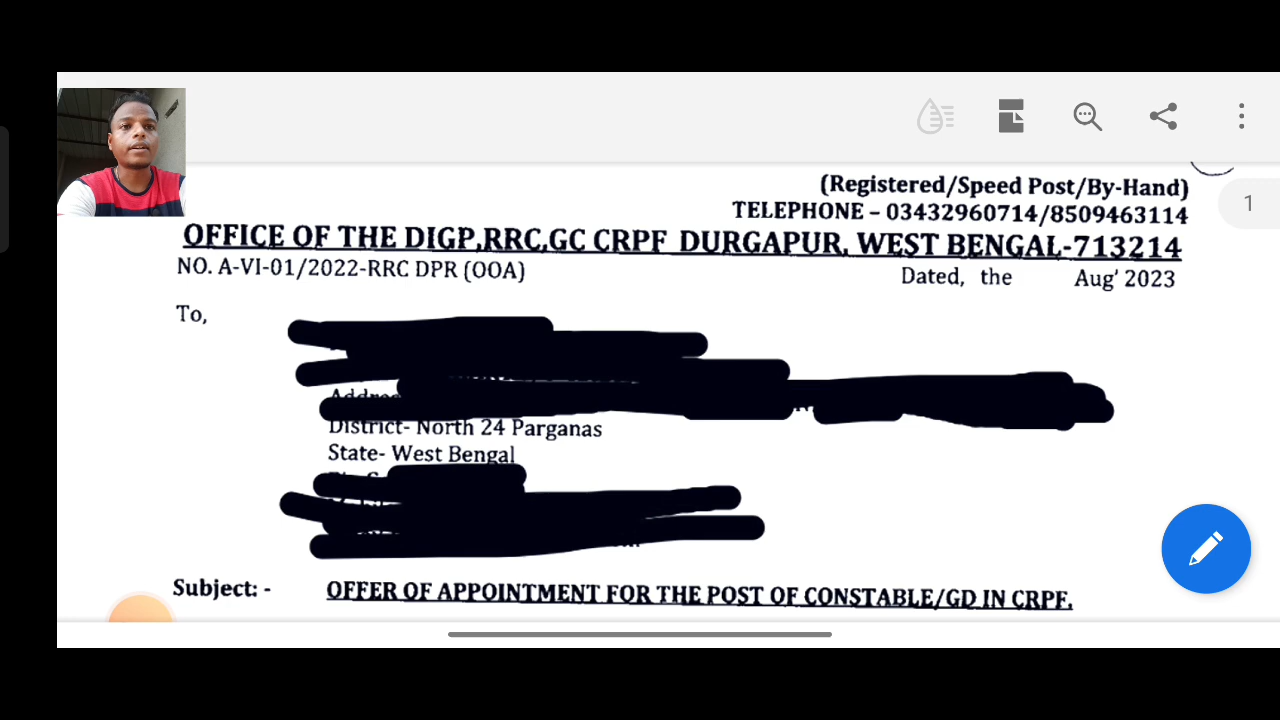 (Registered/Speed Post/By-Hand)
TELEPHONE – 03432960714/8509463114
1
OFFICE OF THE DIGP,RRC,GC CRPF DURGAPUR, WEST BENGAL-713214
NO. A-VI-01/2022-RRC DPR (OOA) Dated, the Aug' 2023
To,
District- North 24 Parganas
State- West Bengal
Subject: - OFFER OF APPOINTMENT FOR THE POST OF CONSTABLE/GD IN CRPF.